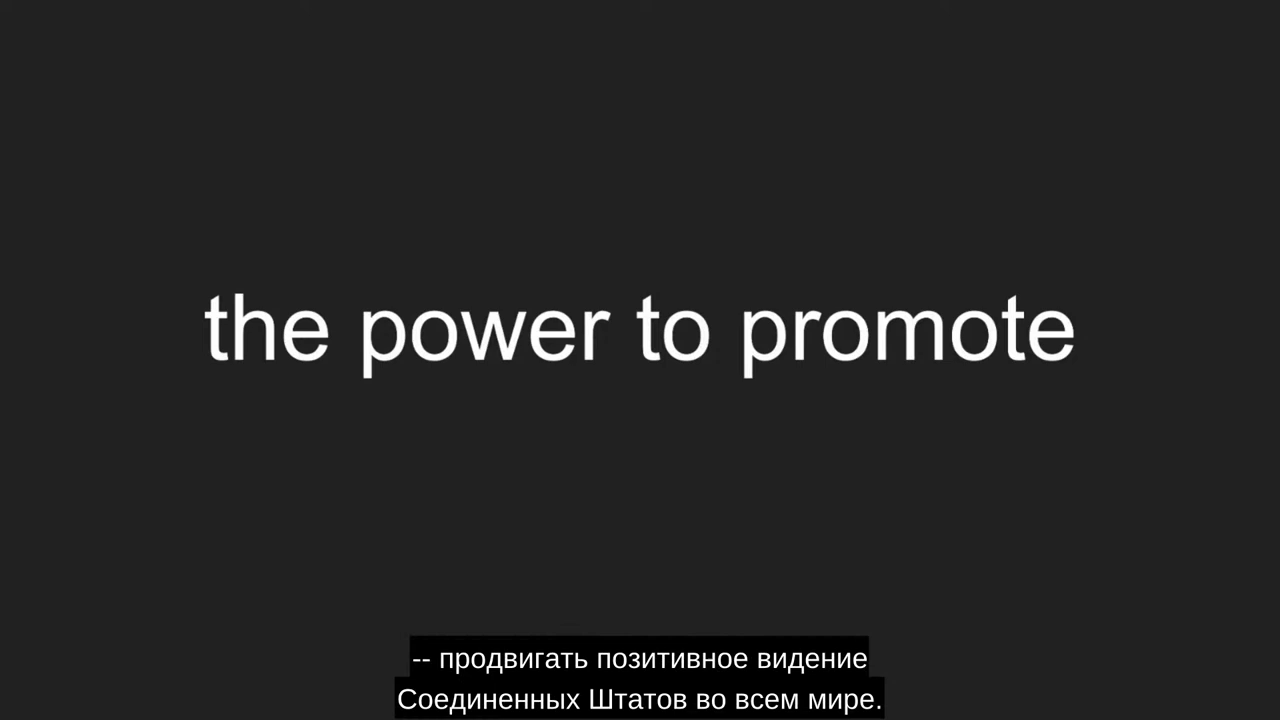 the power to promote
-- продвигать позитивное видение
Соединенных Штатов во всем мире.